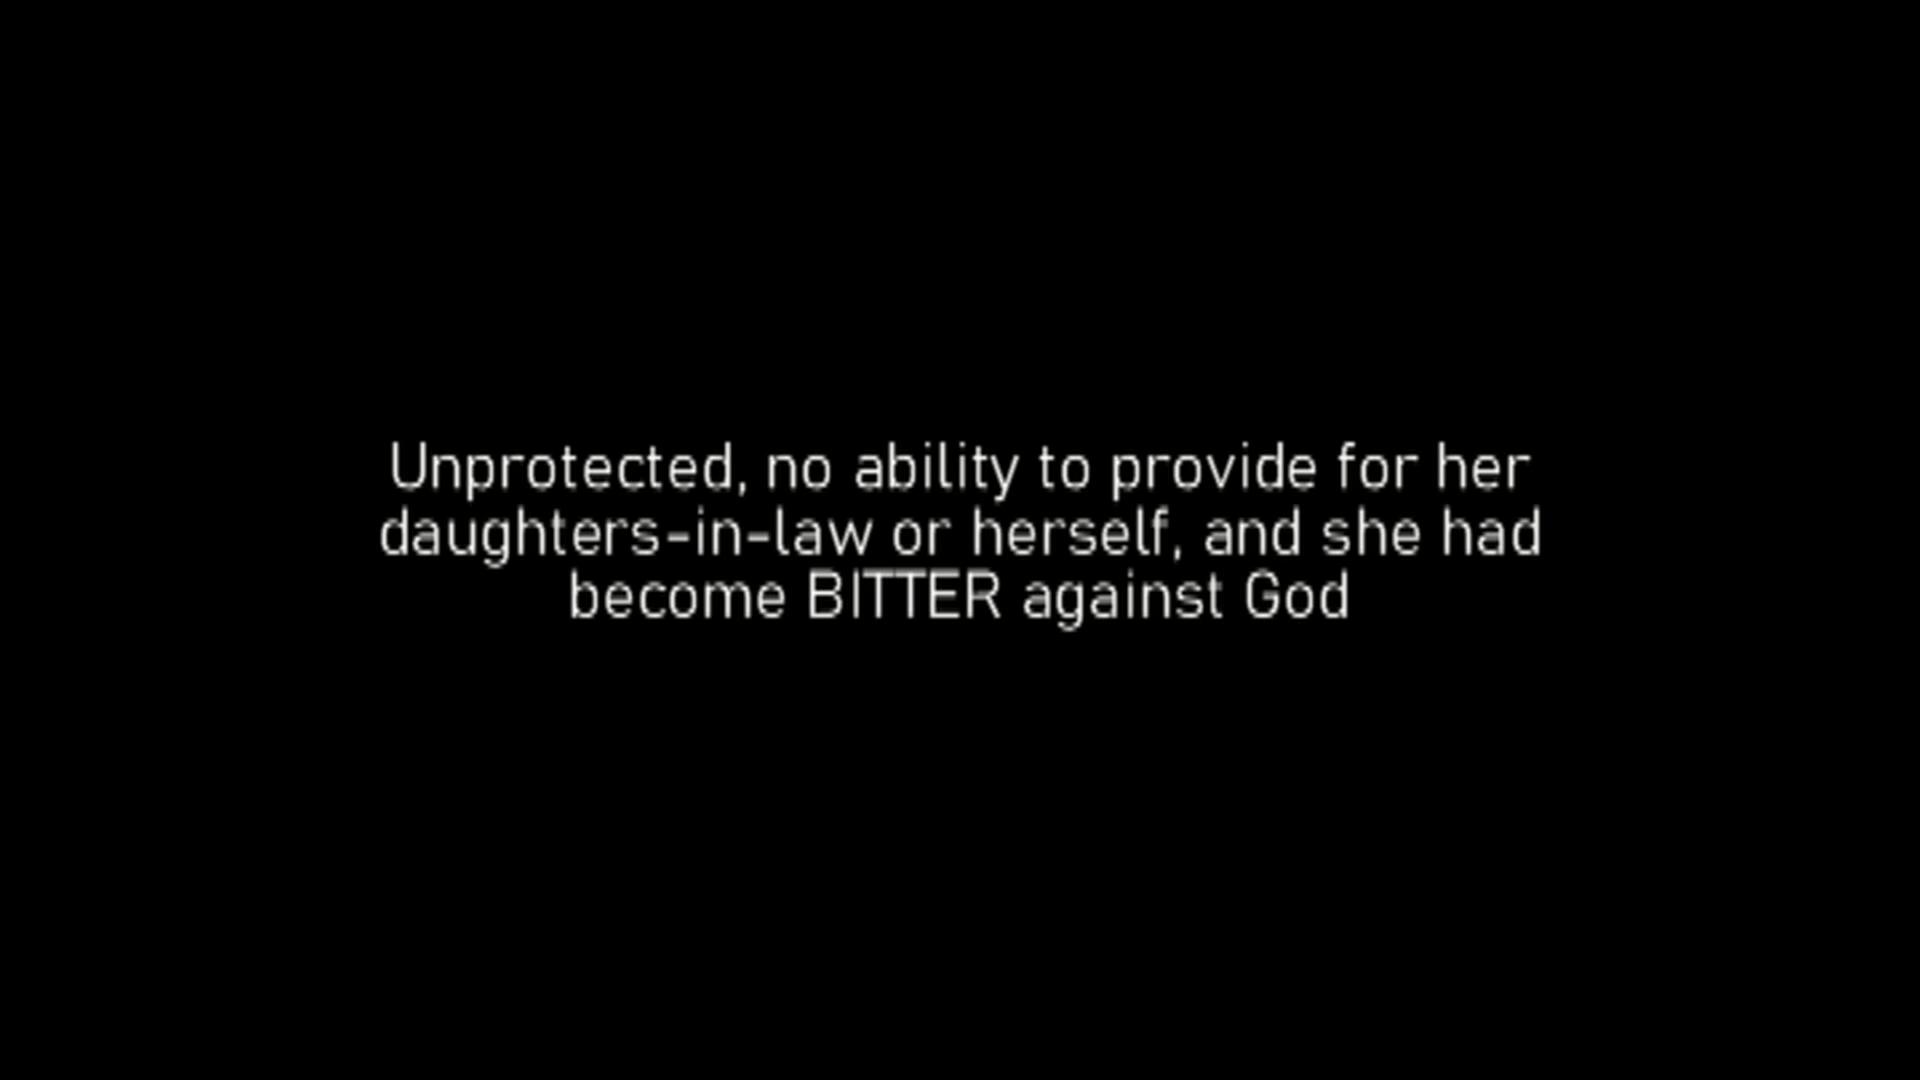 Unprotected, no ability to provide for her
daughters-in-law or herself, and she had
become BITTER against God